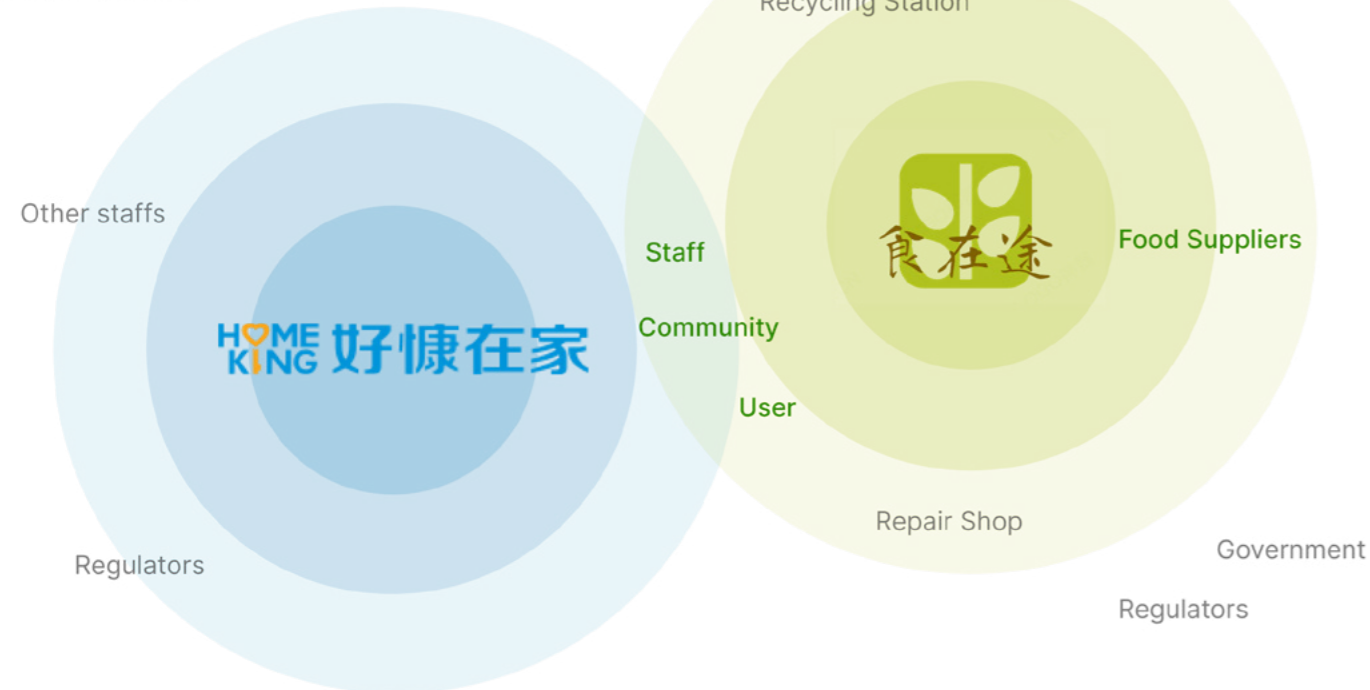 Recycling Station
Other staffs
Staff
Food Suppliers
食在途
Community
HOME
KING
好慷在家
User
Repair Shop
Government
Regulators
Regulators